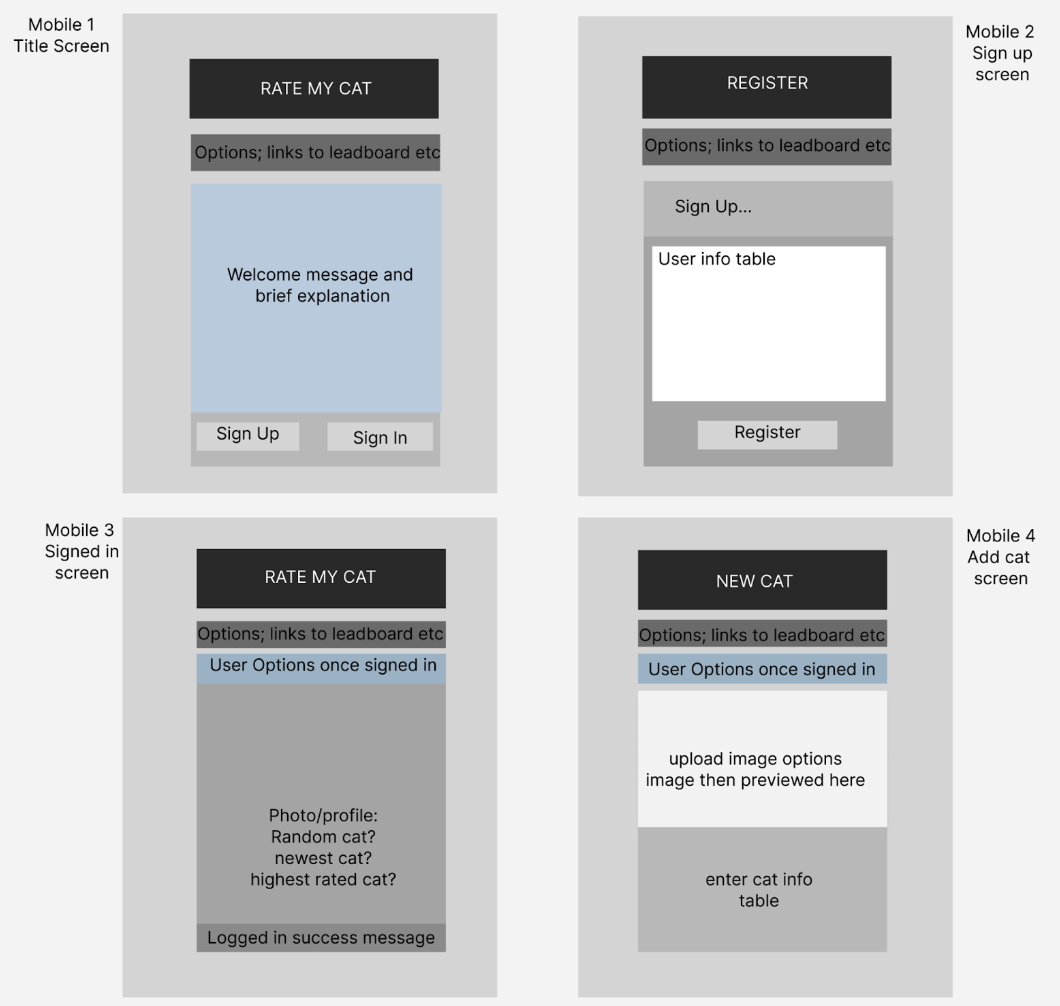 Mobile 1
Title Screen
RATE MY CAT
Options; links to leadboard etc
Welcome message and
brief explanation
Sign Up
Sign In
Mobile 2
Sign up
screen
REGISTER
Options; links to leadboard etc
Sign Up...
User info table
Register
Mobile 3
Signed in
screen
RATE MY CAT
Options; links to leadboard etc
User Options once signed in
Photo/profile:
Random cat?
newest cat?
highest rated cat?
Logged in success message
Mobile 4
Add cat
screen
NEW CAT
Options; links to leadboard etc
User Options once signed in
upload image options
image then previewed here
enter cat info
table